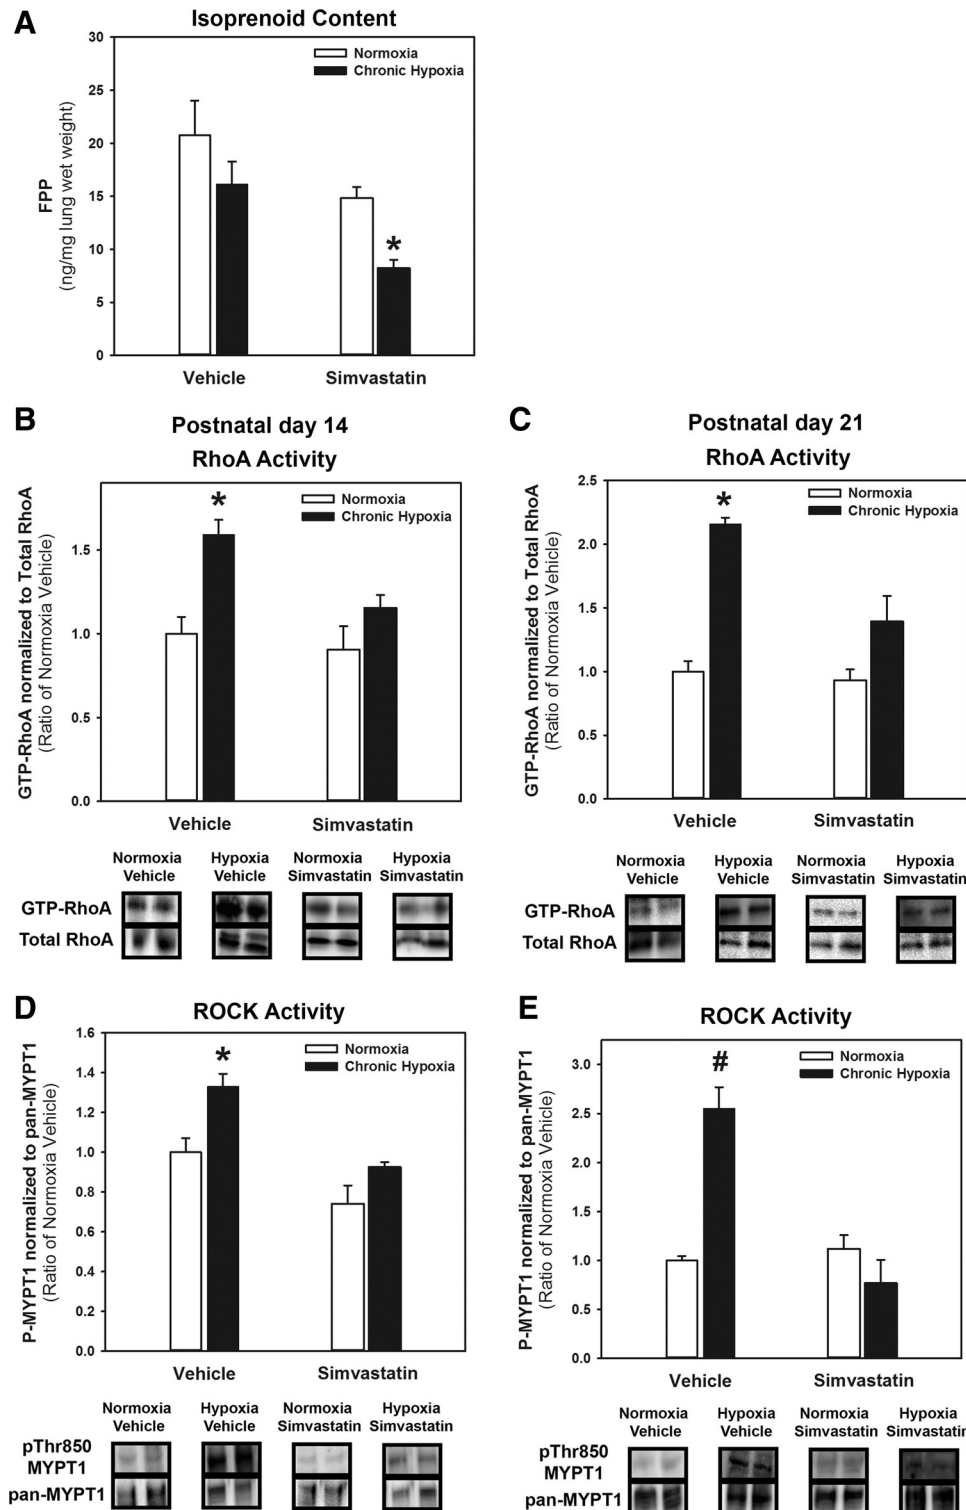 A
Isoprenoid Content
30
25
20
15
10
5
0
FPP
(ng/mg lung wet weight)
Normoxia
Chronic Hypoxia
*
Vehicle
Simvastatin
B
Postnatal day 14
RhoA Activity
GTP-RhoA normalized to Total RhoA
(Ratio of Normoxia Vehicle)
1.5
1.0
0.5
0.0
Normoxia
Chronic Hypoxia
*
Vehicle
Simvastatin
Normoxia Hypoxia Normoxia Hypoxia
Vehicle Vehicle Simvastatin Simvastatin
GTP-RhoA
Total RhoA
C
Postnatal day 21
RhoA Activity
GTP-RhoA normalized to Total RhoA
(Ratio of Normoxia Vehicle)
2.5
2.0
1.5
1.0
0.5
0.0
Normoxia
Chronic Hypoxia
*
Vehicle
Simvastatin
Normoxia Hypoxia Normoxia Hypoxia
Vehicle Vehicle Simvastatin Simvastatin
GTP-RhoA
Total RhoA
D
ROCK Activity
P-MYPT1 normalized to pan-MYPT1
(Ratio of Normoxia Vehicle)
1.6
1.4
1.2
1.0
0.8
0.6
0.4
0.2
0.0
Normoxia
Chronic Hypoxia
*
Vehicle
Simvastatin
Normoxia Hypoxia Normoxia Hypoxia
Vehicle Vehicle Simvastatin Simvastatin
pThr850
MYPT1
pan-MYPT1
E
ROCK Activity
P-MYPT1 normalized to pan-MYPT1
(Ratio of Normoxia Vehicle)
3.0
2.5
2.0
1.5
1.0
0.5
0.0
Normoxia
Chronic Hypoxia
#
Vehicle
Simvastatin
Normoxia Hypoxia Normoxia Hypoxia
Vehicle Vehicle Simvastatin Simvastatin
pThr850
MYPT1
pan-MYPT1